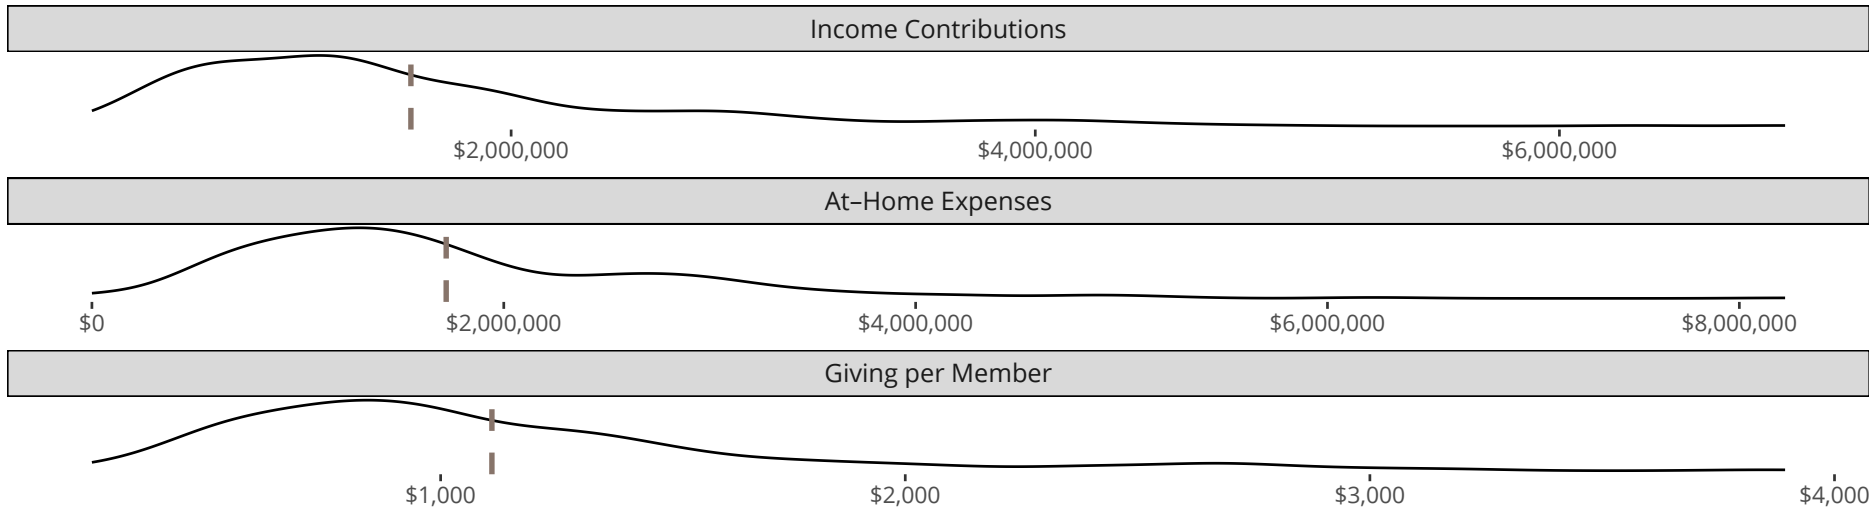 Income Contributions
$2,000,000 $4,000,000 $6,000,000
At–Home Expenses
$0 $2,000,000 $4,000,000 $6,000,000 $8,000,000
Giving per Member
$1,000 $2,000 $3,000 $4,000